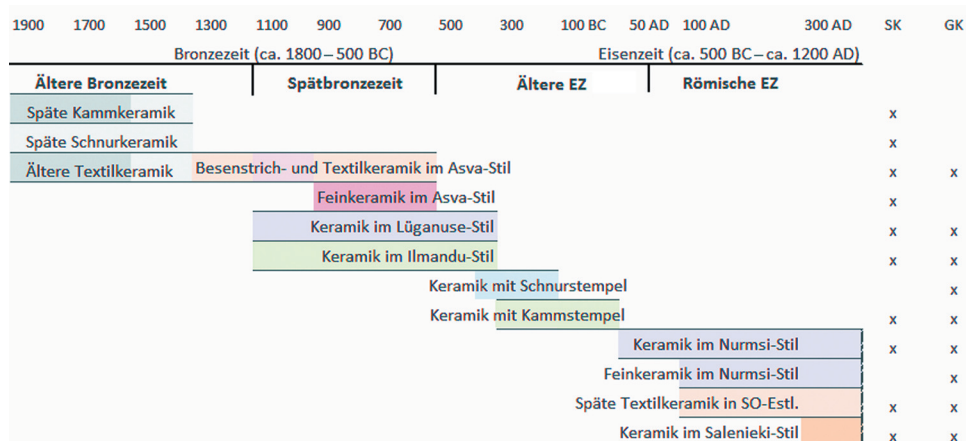 1900 1700 1500 1300 1100 900 700 500 300 100 BC 50 AD 100 AD 300 AD SK GK
Bronzezeit (ca. 1800–500 BC) Eisenzeit (ca. 500 BC–ca. 1200 AD)
Ältere Bronzezeit Spätbronzezeit Ältere EZ Römische EZ
Späte Kammkeramik x
Späte Schnurkeramik x
Ältere Textilkeramik Besenstrich- und Textilkeramik im Asva-Stil x x
Feinkeramik im Asva-Stil x
Keramik im Lüganuse-Stil x x
Keramik im Ilmandu-Stil x x
Keramik mit Schnurstempel x
Keramik mit Kammstempel x x
Keramik im Nurmsi-Stil x x
Feinkeramik im Nurmsi-Stil x
Späte Textilkeramik in SO-Estl. x x
Keramik im Salenieki-Stil x x